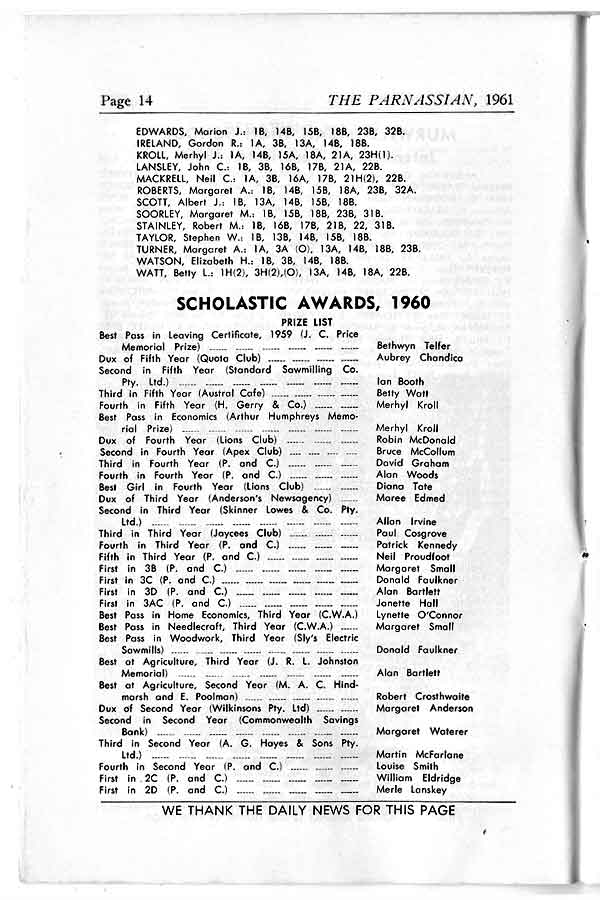 Page 14 THE PARNASSIAN, 1961
EDWARDS, Marion J.: 1B, 14B, 15B, 18B, 23B, 32B.
IRELAND, Gordon R.: 1A, 3B, 13A, 14B, 18B.
KROLL, Merhyl J.: 1A, 14B, 15A, 18A, 21A, 23H(1).
LANSLEY, John C.: 1B, 3B, 16B, 17B, 21A, 22B.
MACKRELL, Neil C.: 1A, 3B, 16A, 17B, 21H(2), 22B.
ROBERTS, Margaret A.: 1B, 14B, 15B, 18A, 23B, 32A.
SCOTT, Albert J.: 1B, 13A, 14B, 15B, 18B.
SOORLEY, Margaret M.: 1B, 15B, 18B, 23B, 31B.
STAINLEY, Robert M.: 1B, 16B, 17B, 21B, 22, 31B.
TAYLOR, Stephen W.: 1B, 13B, 14B, 15B, 18B.
TURNER, Margaret A.: 1A, 3A (O), 13A, 14B, 18B, 23B.
WATSON, Elizabeth H.: 1B, 3B, 14B, 18B.
WATT, Betty L.: 1H(2), 3H(2),(O), 13A, 14B, 18A, 22B.
SCHOLASTIC AWARDS, 1960
PRIZE LIST
Best Pass in Leaving Certificate, 1959 (J. C. Price
Memorial Prize) Bethwyn Telfer
Dux of Fifth Year (Quota Club) Aubrey Chandica
Second in Fifth Year (Standard Sawmilling Co.
Pty. Ltd.) Ian Booth
Third in Fifth Year (Austral Cafe) Betty Watt
Fourth in Fifth Year (H. Gerry & Co.) Merhyl Kroll
Best Pass in Economics (Arthur Humphreys Memo-
rial Prize) Merhyl Kroll
Dux of Fourth Year (Lions Club) Robin McDonald
Second in Fourth Year (Apex Club) Bruce McCollum
Third in Fourth Year (P. and C.) David Graham
Fourth in Fourth Year (P. and C.) Alan Woods
Best Girl in Fourth Year (Lions Club) Diana Tate
Dux of Third Year (Anderson's Newsagency) Maree Edmed
Second in Third Year (Skinner Lowes & Co. Pty.
Ltd.) Allan Irvine
Third in Third Year (Jaycees Club) Paul Cosgrove
Fourth in Third Year (P. and C.) Patrick Kennedy
Fifth in Third Year (P. and C.) Neil Proudfoot
First in 3B (P. and C.) Margaret Small
First in 3C (P. and C.) Donald Faulkner
First in 3D (P. and C.) Alan Bartlett
First in 3AC (P. and C.) Janette Hall
Best Pass in Home Economics, Third Year (C.W.A.) Lynette O'Connor
Best Pass in Needlecraft, Third Year (C.W.A.) Margaret Small
Best Pass in Woodwork, Third Year (Sly's Electric
Sawmills) Donald Faulkner
Best at Agriculture, Third Year (J. R. L. Johnston
Memorial) Alan Bartlett
Best at Agriculture, Second Year (M. A. C. Hind-
marsh and E. Poolman) Robert Crosthwaite
Dux of Second Year (Wilkinsons Pty. Ltd) Margaret Anderson
Second in Second Year (Commonwealth Savings
Bank) Margaret Waterer
Third in Second Year (A. G. Hayes & Sons Pty.
Ltd.) Martin McFarlane
Fourth in Second Year (P. and C.) Louise Smith
First in 2C (P. and C.) William Eldridge
First in 2D (P. and C.) Merle Lanskey
WE THANK THE DAILY NEWS FOR THIS PAGE